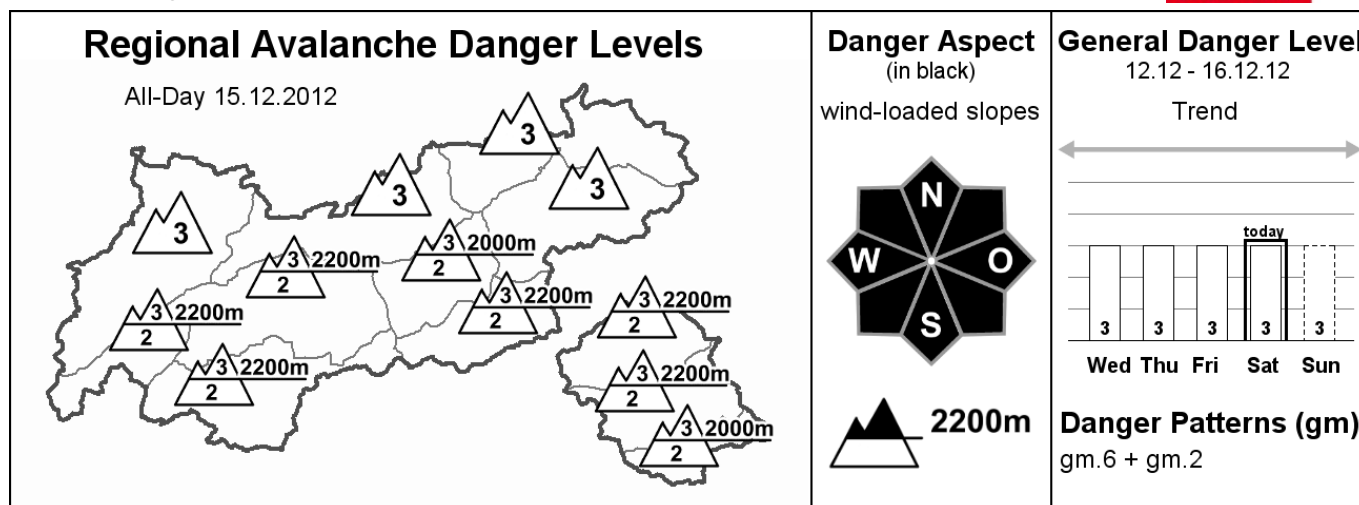 Regional Avalanche Danger Levels
All-Day 15.12.2012
3
3
3
3
3 2000m
2
3 2200m
2
3 2200m
2
3 2200m
2
3 2200m
2
3 2200m
2
3 2200m
2
3 2000m
2
Danger Aspect
(in black)
wind-loaded slopes
N
W O
S
2200m
General Danger Level
12.12 - 16.12.12
Trend
today
3 3 3 3 3
Wed Thu Fri Sat Sun
Danger Patterns (gm)
gm.6 + gm.2